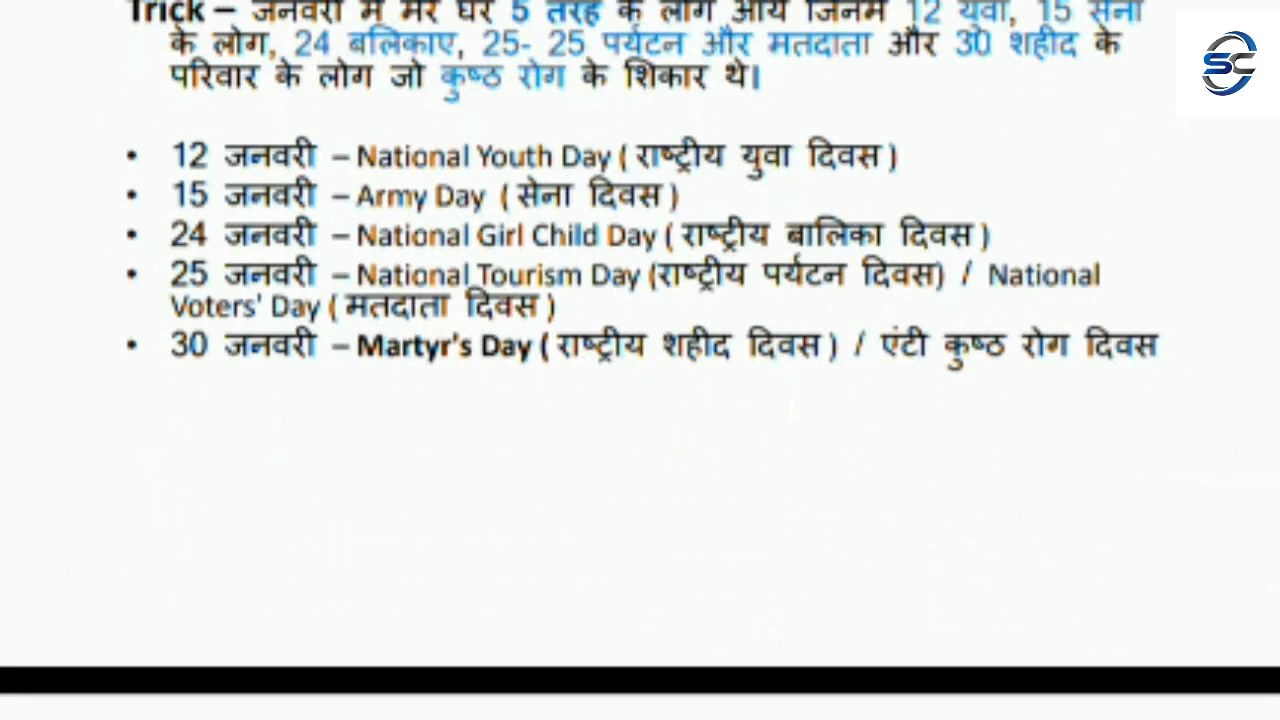 Trick – जनवरी में मेरे घर 5 तरह के लोग आये जिनमे 12 युवा, 15 सेना
के लोग, 24 बलिकाए, 25- 25 पर्यटन और मतदाता और 30 शहीद के
परिवार के लोग जो कुष्ठ रोग के शिकार थे।
• 12 जनवरी – National Youth Day ( राष्ट्रीय युवा दिवस )
• 15 जनवरी – Army Day ( सेना दिवस )
• 24 जनवरी – National Girl Child Day ( राष्ट्रीय बालिका दिवस )
• 25 जनवरी – National Tourism Day (राष्ट्रीय पर्यटन दिवस) / National
Voters' Day ( मतदाता दिवस )
• 30 जनवरी – Martyr's Day ( राष्ट्रीय शहीद दिवस ) / एंटी कुष्ठ रोग दिवस
SC